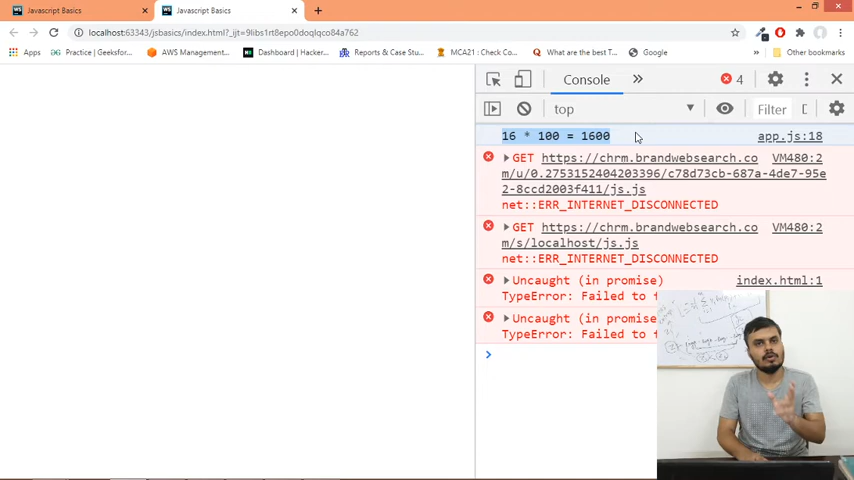 Javascript Basics
Javascript Basics
localhost:63343/jsbasics/index.html?_ijt=9libs1rt8epo0doqlqco84a762
Apps
Practice | Geeksfor...
AWS Management...
Dashboard | Hacker...
Reports & Case Stu...
MCA21 : Check Co...
What are the best T...
Google
Other bookmarks
Console
4
top
Filter
16 * 100 = 1600 app.js:18
GET https://chrm.brandwebsearch.co VM480:2
m/u/0.2753152404203396/c78d73cb-687a-4de7-95e
2-8ccd2003f411/js.js
net::ERR_INTERNET_DISCONNECTED
GET https://chrm.brandwebsearch.co VM480:2
m/s/localhost/js.js
net::ERR_INTERNET_DISCONNECTED
Uncaught (in promise) index.html:1
TypeError: Failed to f
Uncaught (in promise
TypeError: Failed to f